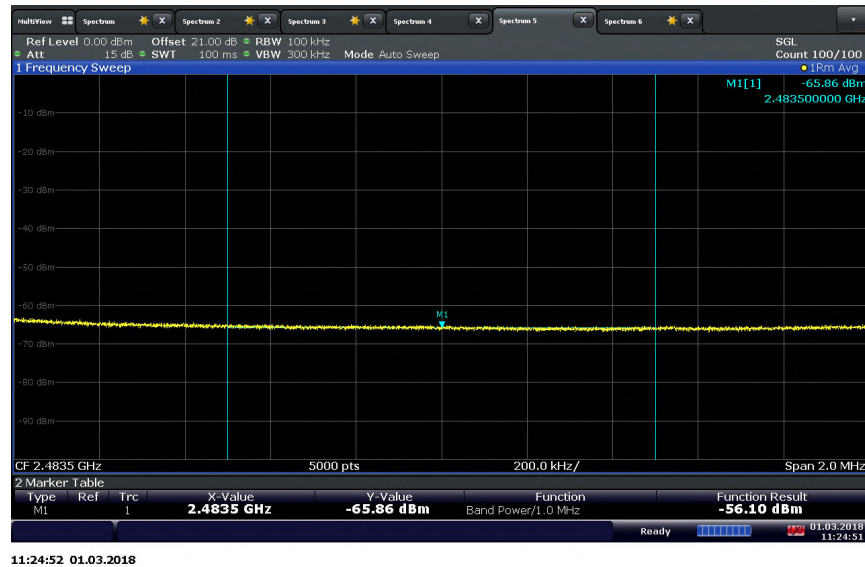 MultiView Spectrum X Spectrum 2 X Spectrum 3 X Spectrum 4 X Spectrum 5 X Spectrum 6 X
Ref Level 0.00 dBm Offset 21.00 dB RBW 100 kHz SGL
Att 15 dB SWT 100 ms VBW 300 kHz Mode Auto Sweep Count 100/100
1 Frequency Sweep 1Rm Avg
M1[1] -65.86 dBm
2.483500000 GHz
-10 dBm
-20 dBm
-30 dBm
-40 dBm
-50 dBm
-60 dBm
M1
-70 dBm
-80 dBm
-90 dBm
CF 2.4835 GHz 5000 pts 200.0 kHz/ Span 2.0 MHz
2 Marker Table
Type Ref Trc X-Value Y-Value Function Function Result
M1 1 2.4835 GHz -65.86 dBm Band Power/1.0 MHz -56.10 dBm
Ready 01.03.2018
11:24:51
11:24:52 01.03.2018